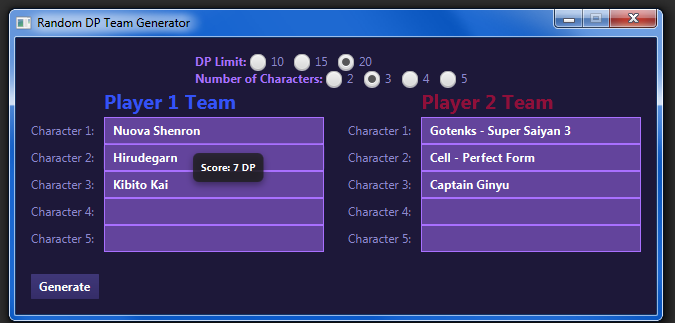 Random DP Team Generator
DP Limit: 10 15 20
Number of Characters: 2 3 4 5
Player 1 Team Player 2 Team
Character 1: Nuova Shenron Character 1: Gotenks - Super Saiyan 3
Character 2: Hirudegarn Character 2: Cell - Perfect Form
Score: 7 DP
Character 3: Kibito Kai Character 3: Captain Ginyu
Character 4: Character 4:
Character 5: Character 5:
Generate